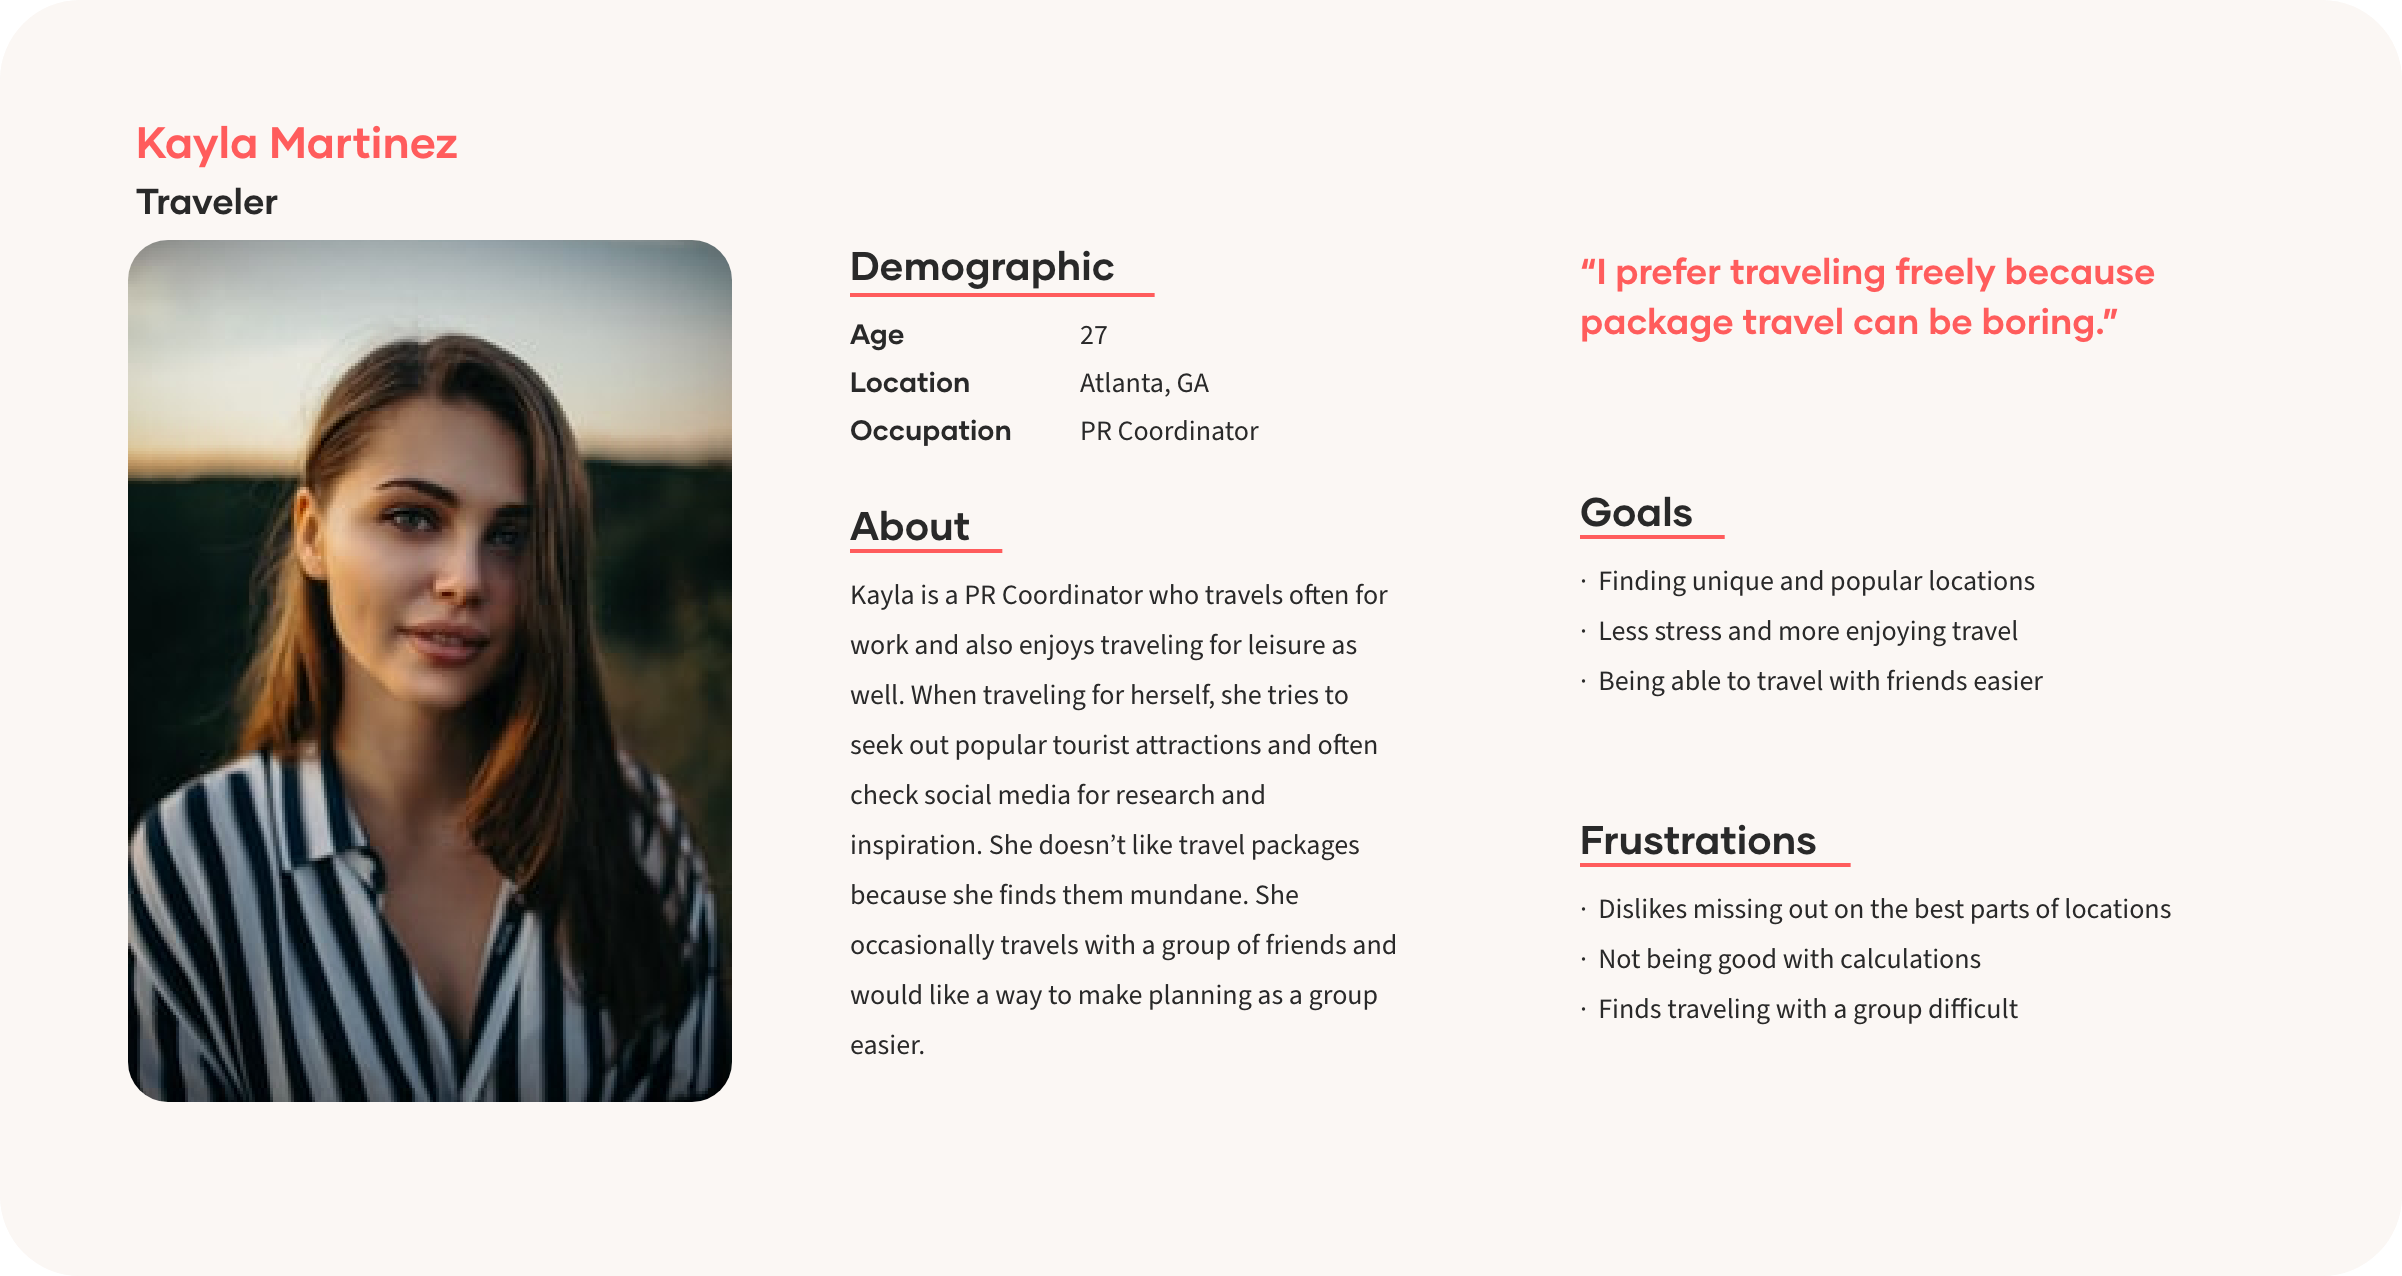 Kayla Martinez
Traveler
Demographic
Age 27
Location Atlanta, GA
Occupation PR Coordinator
About
Kayla is a PR Coordinator who travels often for
work and also enjoys traveling for leisure as
well. When traveling for herself, she tries to
seek out popular tourist attractions and often
check social media for research and
inspiration. She doesn’t like travel packages
because she finds them mundane. She
occasionally travels with a group of friends and
would like a way to make planning as a group
easier.
“I prefer traveling freely because
package travel can be boring.”
Goals
· Finding unique and popular locations
· Less stress and more enjoying travel
· Being able to travel with friends easier
Frustrations
· Dislikes missing out on the best parts of locations
· Not being good with calculations
· Finds traveling with a group difficult